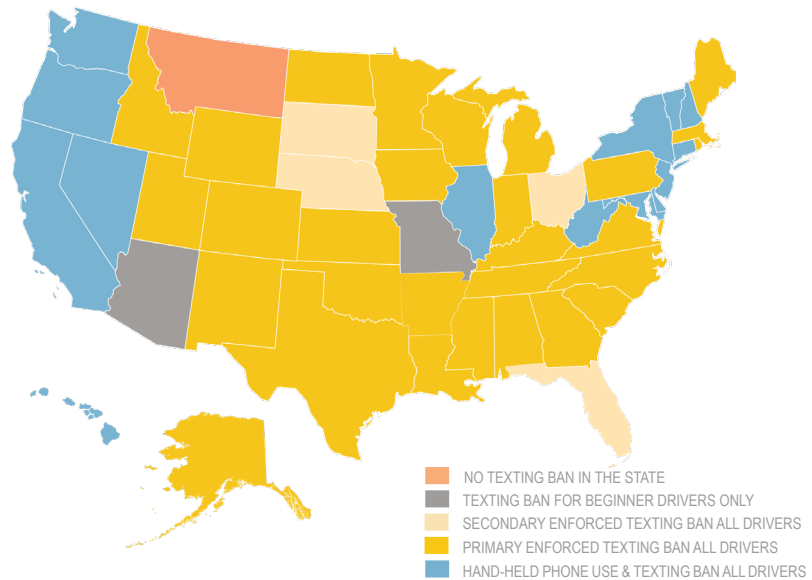 NO TEXTING BAN IN THE STATE
TEXTING BAN FOR BEGINNER DRIVERS ONLY
SECONDARY ENFORCED TEXTING BAN ALL DRIVERS
PRIMARY ENFORCED TEXTING BAN ALL DRIVERS
HAND-HELD PHONE USE & TEXTING BAN ALL DRIVERS